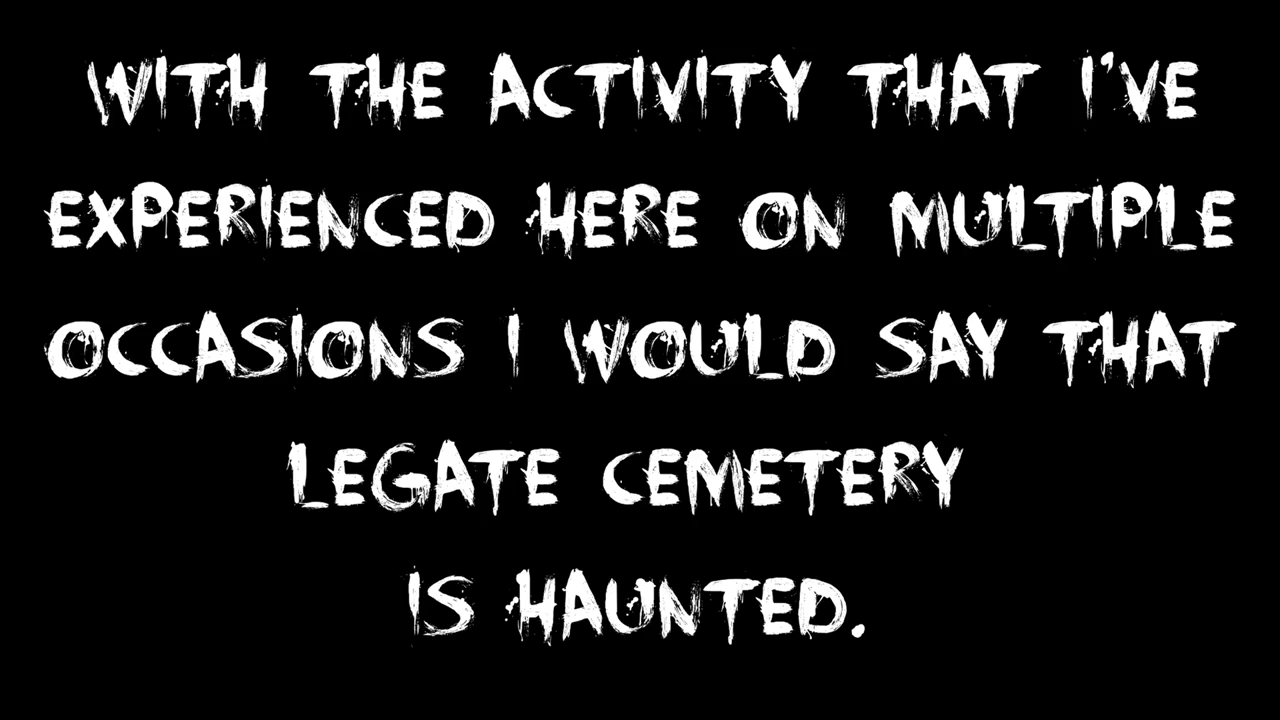 WITH THE ACTIVITY THAT I'VE
EXPERIENCED HERE ON MULTIPLE
OCCASIONS I WOULD SAY THAT
LEGATE CEMETERY
IS HAUNTED.